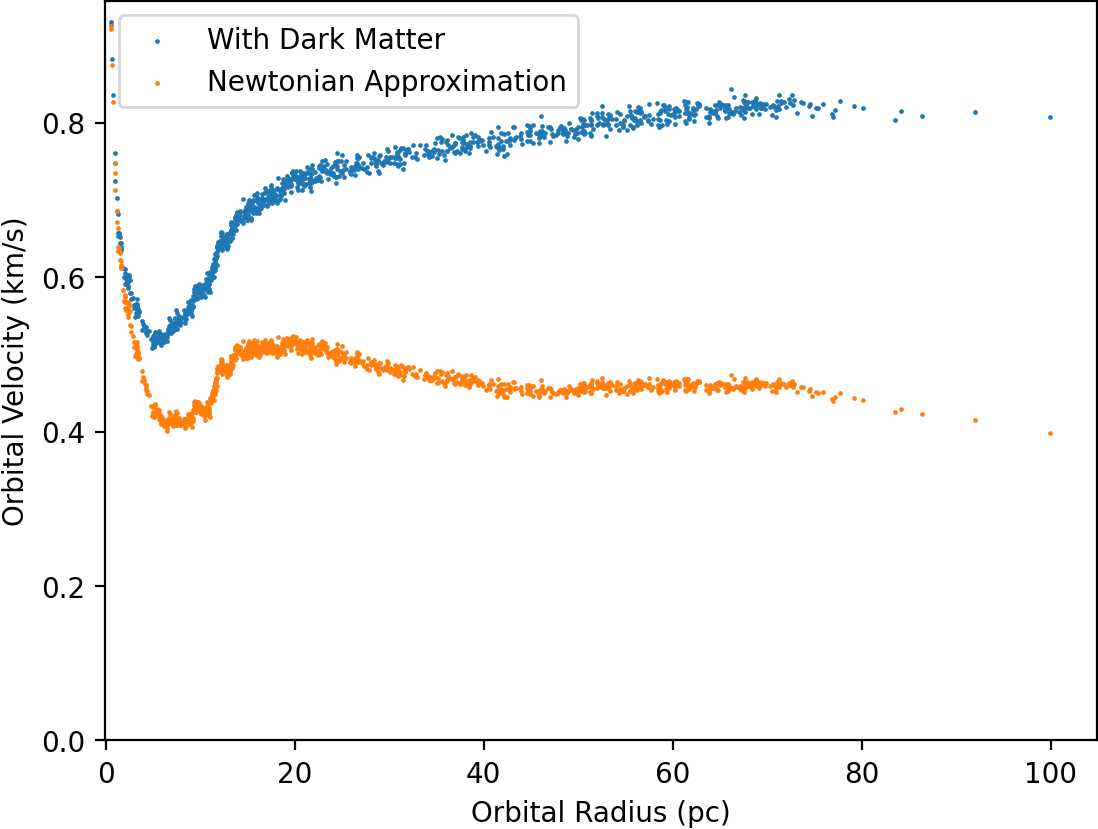 With Dark Matter
Newtonian Approximation
Orbital Velocity (km/s)
0.8
0.6
0.4
0.2
0.0
0 20 40 60 80 100
Orbital Radius (pc)